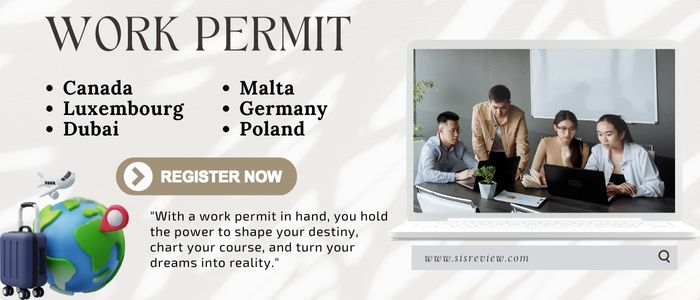 WORK PERMIT
• Canada
• Luxembourg
• Dubai
• Malta
• Germany
• Poland
REGISTER NOW
"With a work permit in hand, you hold
the power to shape your destiny,
chart your course, and turn your
dreams into reality."
www.sisreview.com